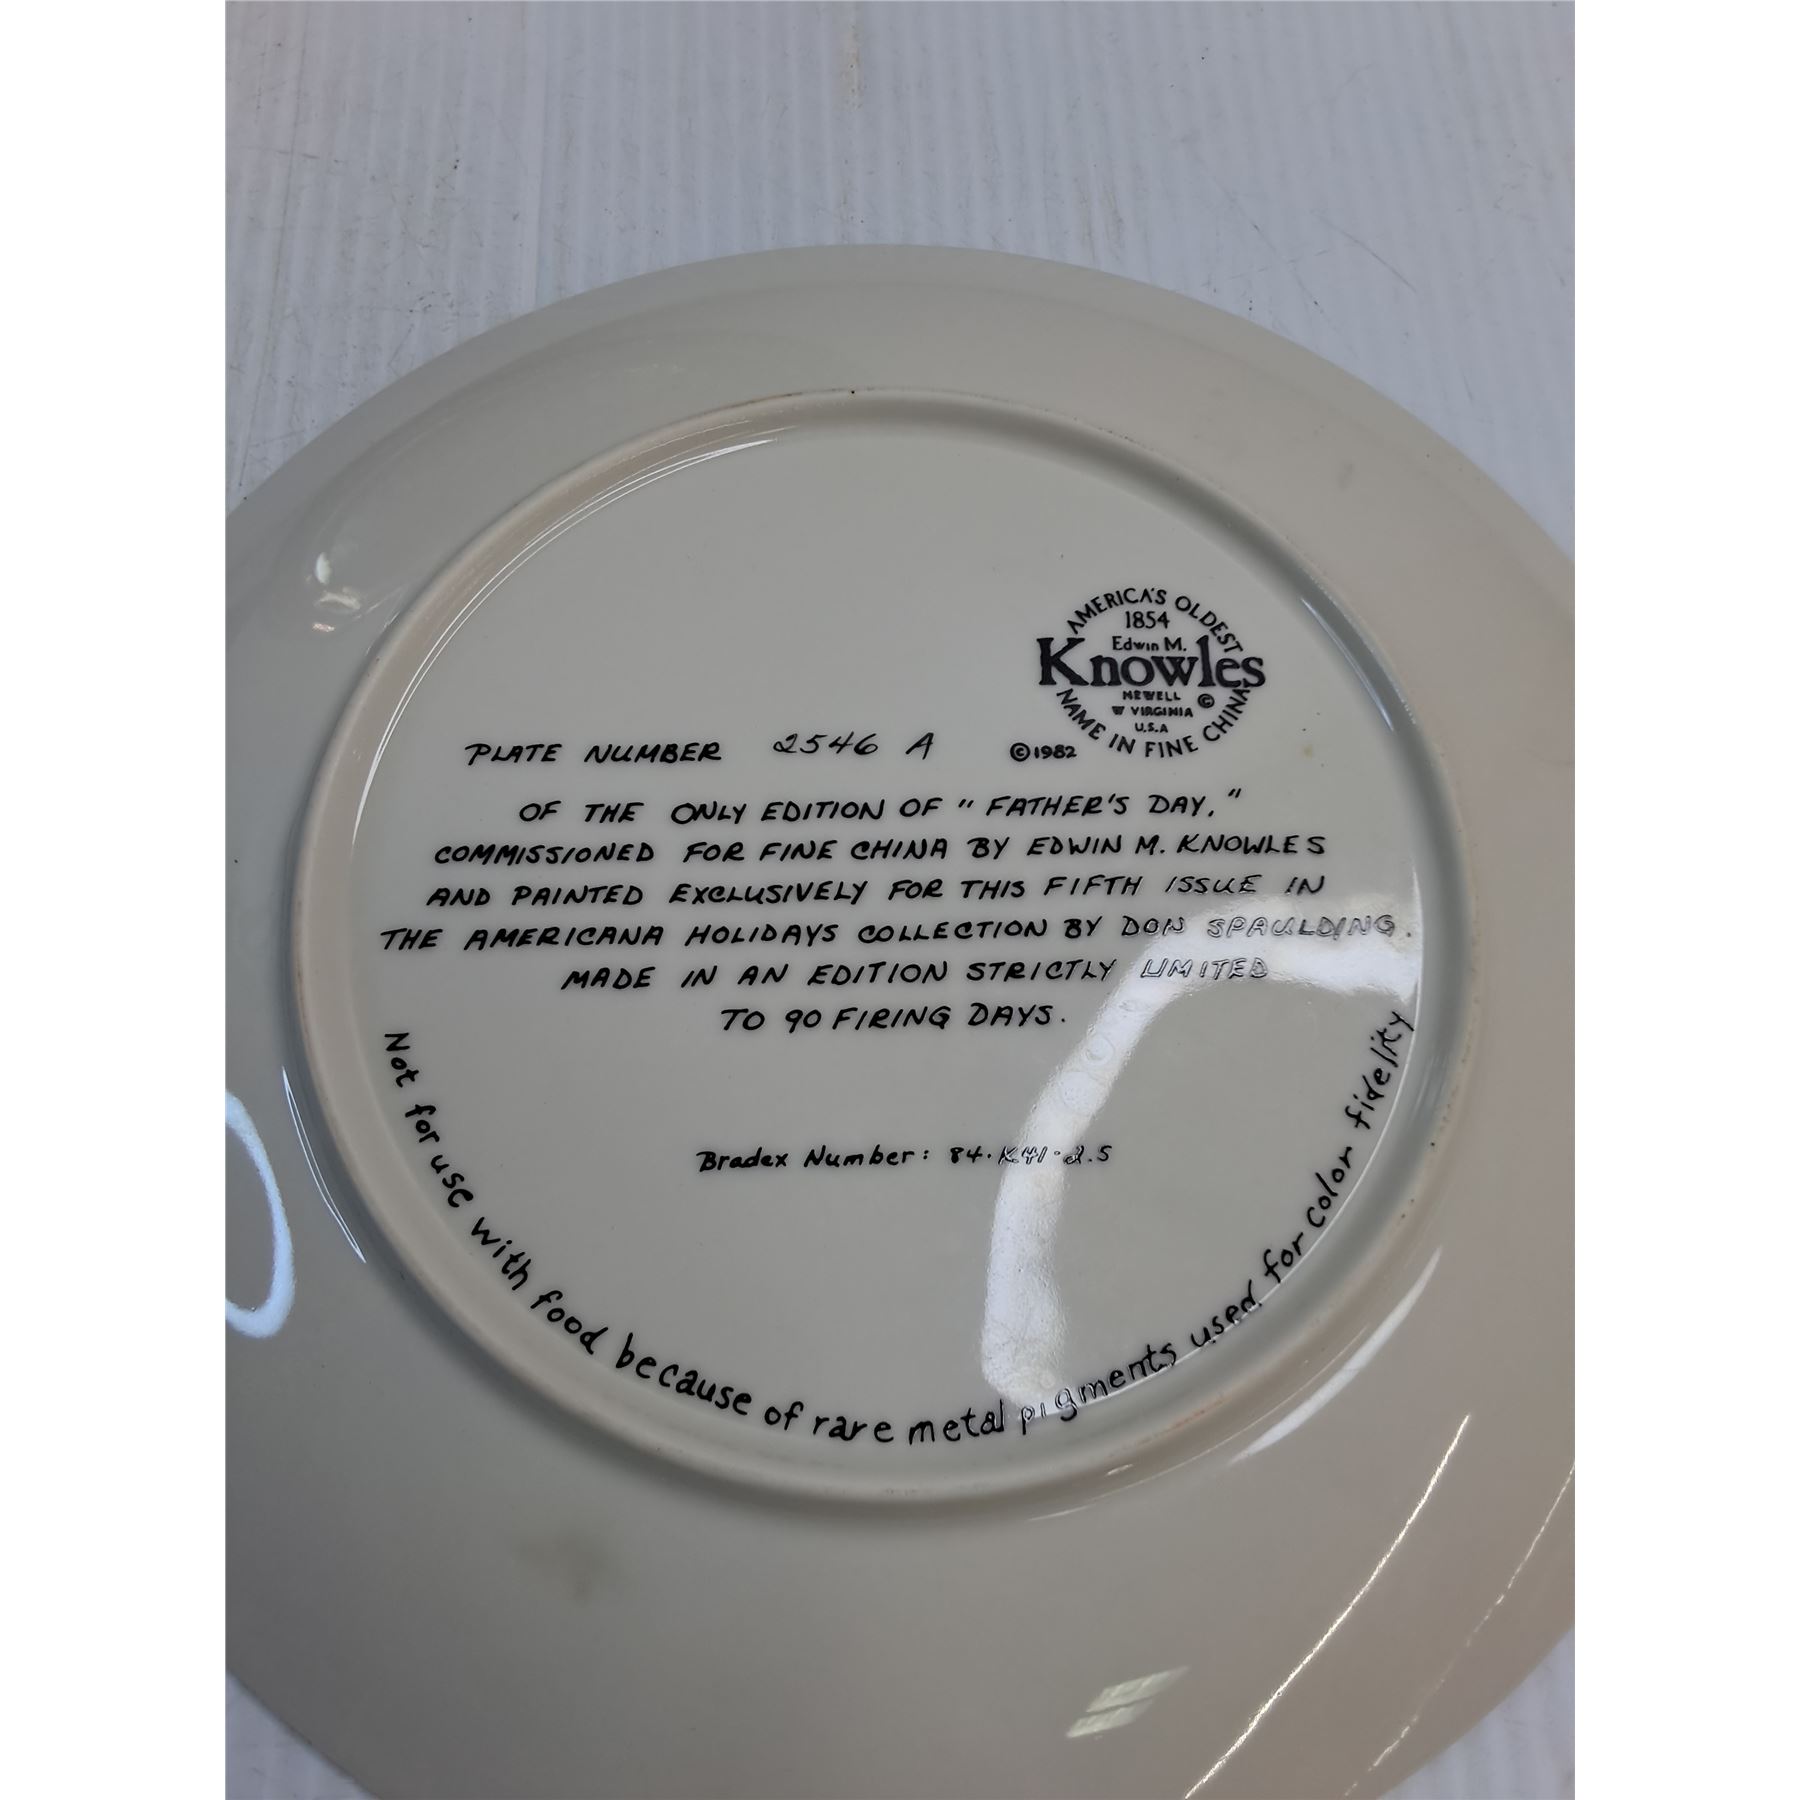 AMERICA'S OLDEST
1854
Edwin M.
Knowles
NEWELL
W VIRGINIA ©
U.S.A
NAME IN FINE CHINA
©1982
PLATE NUMBER 2546 A
OF THE ONLY EDITION OF "FATHER'S DAY,"
COMMISSIONED FOR FINE CHINA BY EDWIN M. KNOWLES
AND PAINTED EXCLUSIVELY FOR THIS FIFTH ISSUE IN
THE AMERICANA HOLIDAYS COLLECTION BY DON SPAULDING.
MADE IN AN EDITION STRICTLY LIMITED
TO 90 FIRING DAYS.
Bradex Number: 84-K41-2.5
Not for use with food because of rare metal pigments used for color fidelity